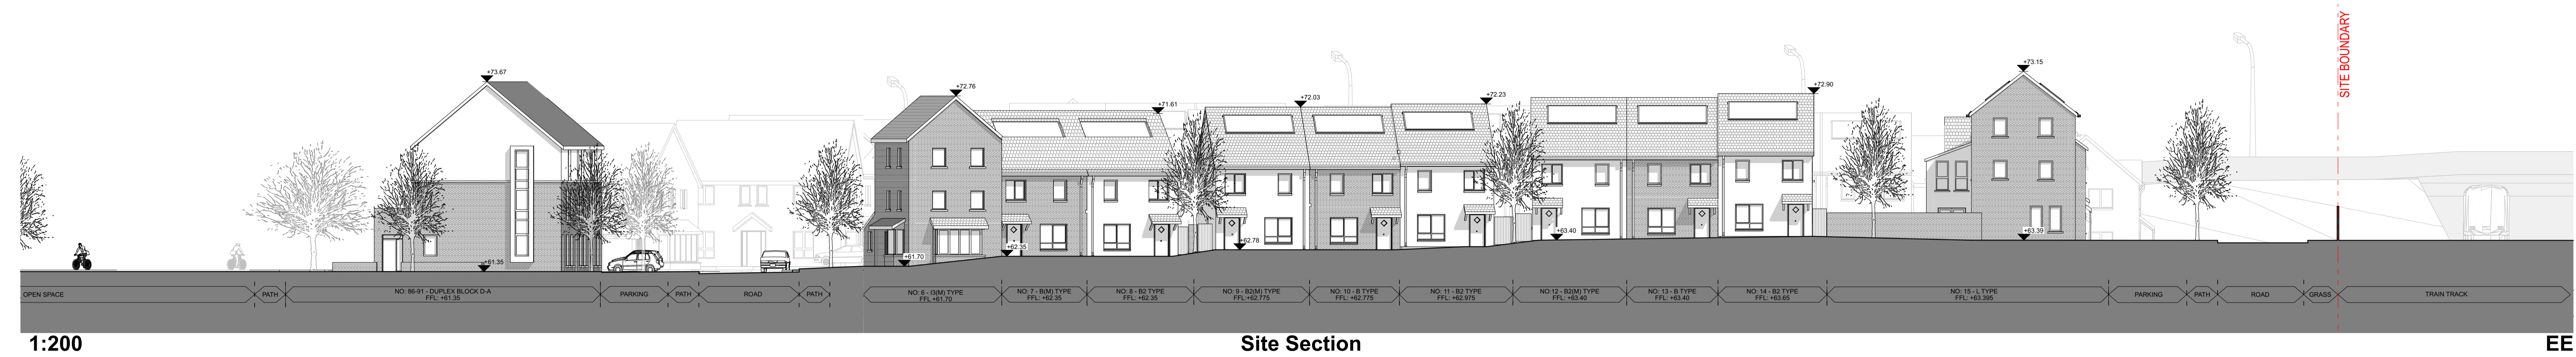 SITE BOUNDARY
+73.67
+72.76
+71.61
+72.03
+72.23
+72.90
+73.15
+61.35
+61.70
+62.35
+62.78
+63.40
+63.39
OPEN SPACE
PATH
NO: 86-91 - DUPLEX BLOCK D-A
FFL: +61.35
PARKING
PATH
ROAD
PATH
NO: 6 - I3(M) TYPE
FFL +61.70
NO: 7 - B(M) TYPE
FFL: +62.35
NO: 8 - B2 TYPE
FFL: +62.35
NO: 9 - B2(M) TYPE
FFL:+62.775
NO: 10 - B TYPE
FFL: +62.775
NO: 11 - B2 TYPE
FFL: +62.975
NO:12 - B2(M) TYPE
FFL: +63.40
NO: 13 - B TYPE
FFL: +63.40
NO: 14 - B2 TYPE
FFL: +63.65
NO: 15 - L TYPE
FFL: +63.395
PARKING
PATH
ROAD
GRASS
TRAIN TRACK
1:200
Site Section
EE